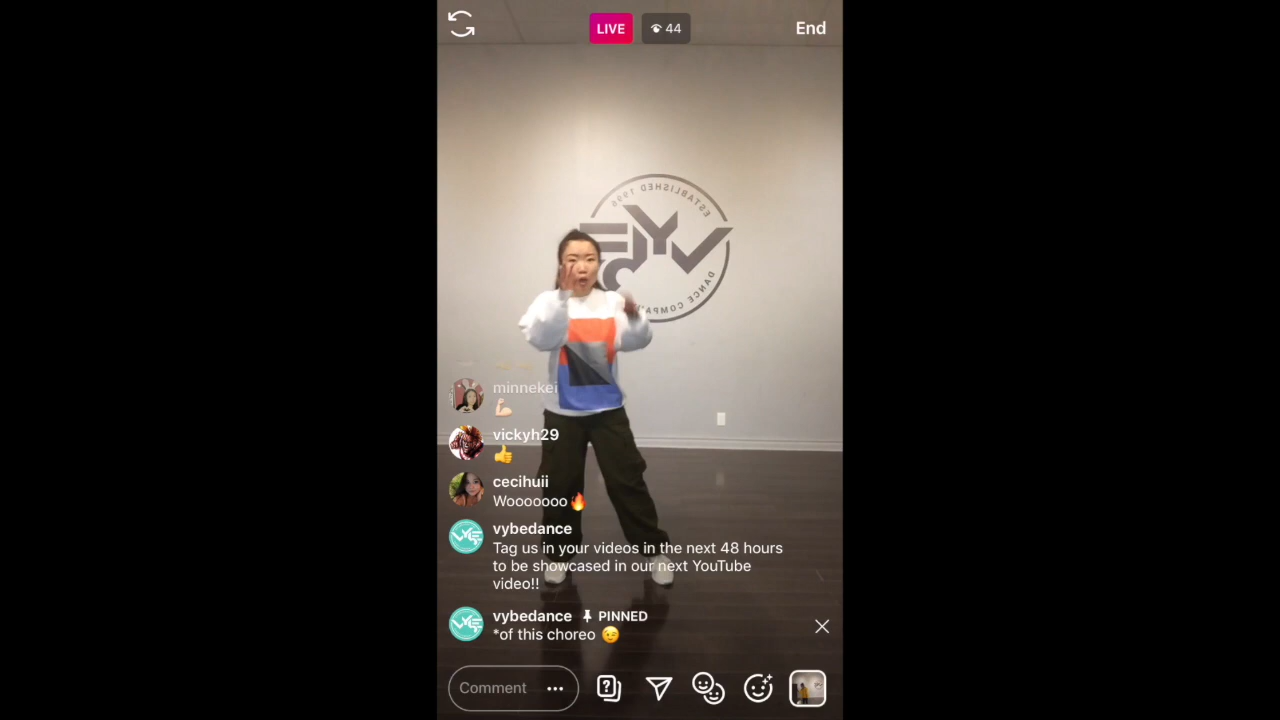 LIVE
44
End
ESTABLISHED 1996
VYBE
DANCE COMPANY
minnekei
💪🏻
vickyh29
👍
cecihuii
Wooooooo🔥
vybedance
Tag us in your videos in the next 48 hours
to be showcased in our next YouTube
video!!
vybedance PINNED
*of this choreo 😉
Comment